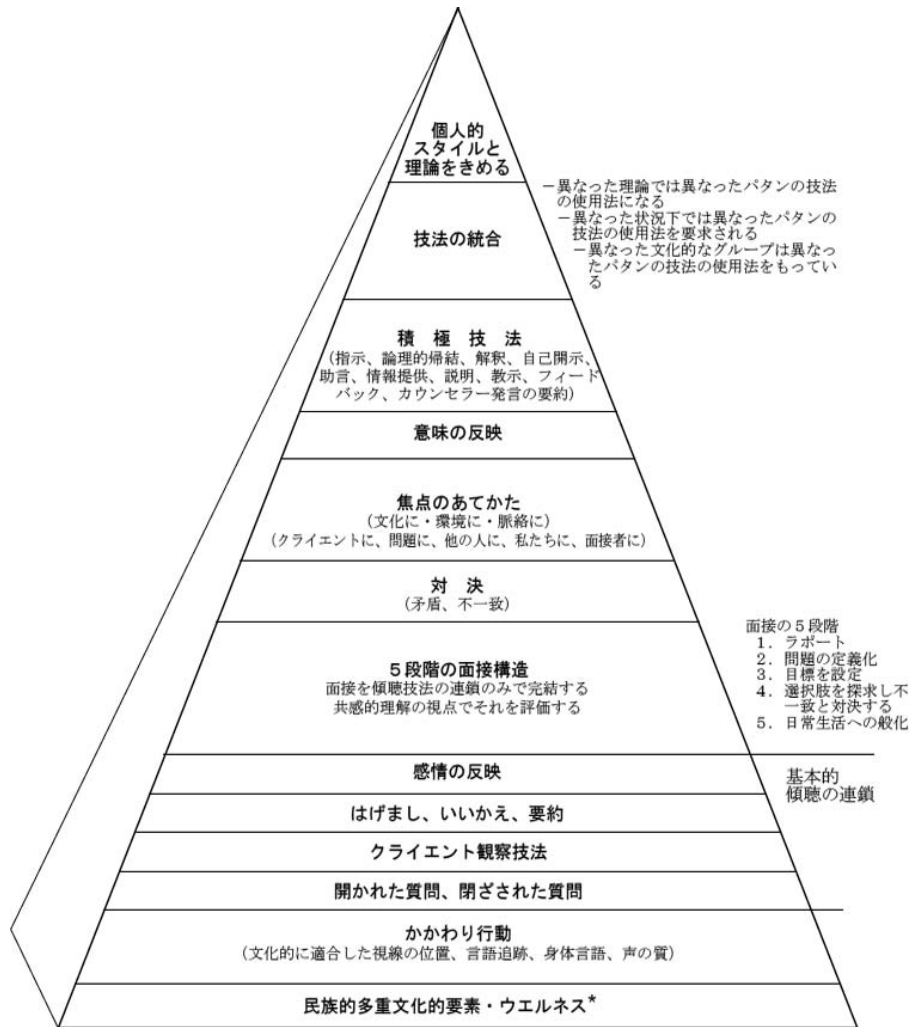 個人的
スタイルと
理論をきめる
－異なった理論では異なったパタンの技法
の使用法になる
－異なった状況下では異なったパタンの
技法の使用法を要求される
－異なった文化的なグループは異なっ
たパタンの技法の使用法をもってい
る
技法の統合
積 極 技 法
（指示、論理的帰結、解釈、自己開示、
助言、情報提供、説明、教示、フィード
バック、カウンセラー発言の要約）
意味の反映
焦点のあてかた
（文化に・環境に・脈絡に）
（クライエントに、問題に、他の人に、私たちに、面接者に）
対 決
（矛盾、不一致）
５段階の面接構造
面接を傾聴技法の連鎖のみで完結する
共感的理解の視点でそれを評価する
面接の５段階
1．ラポート
2．問題の定義化
3．目標を設定
4．選択肢を探求し不
一致と対決する
5．日常生活への般化
感情の反映
基本的
傾聴の連鎖
はげまし、いいかえ、要約
クライエント観察技法
開かれた質問、閉ざされた質問
かかわり行動
（文化的に適合した視線の位置、言語追跡、身体言語、声の質）
民族的多重文化的要素・ウエルネス*